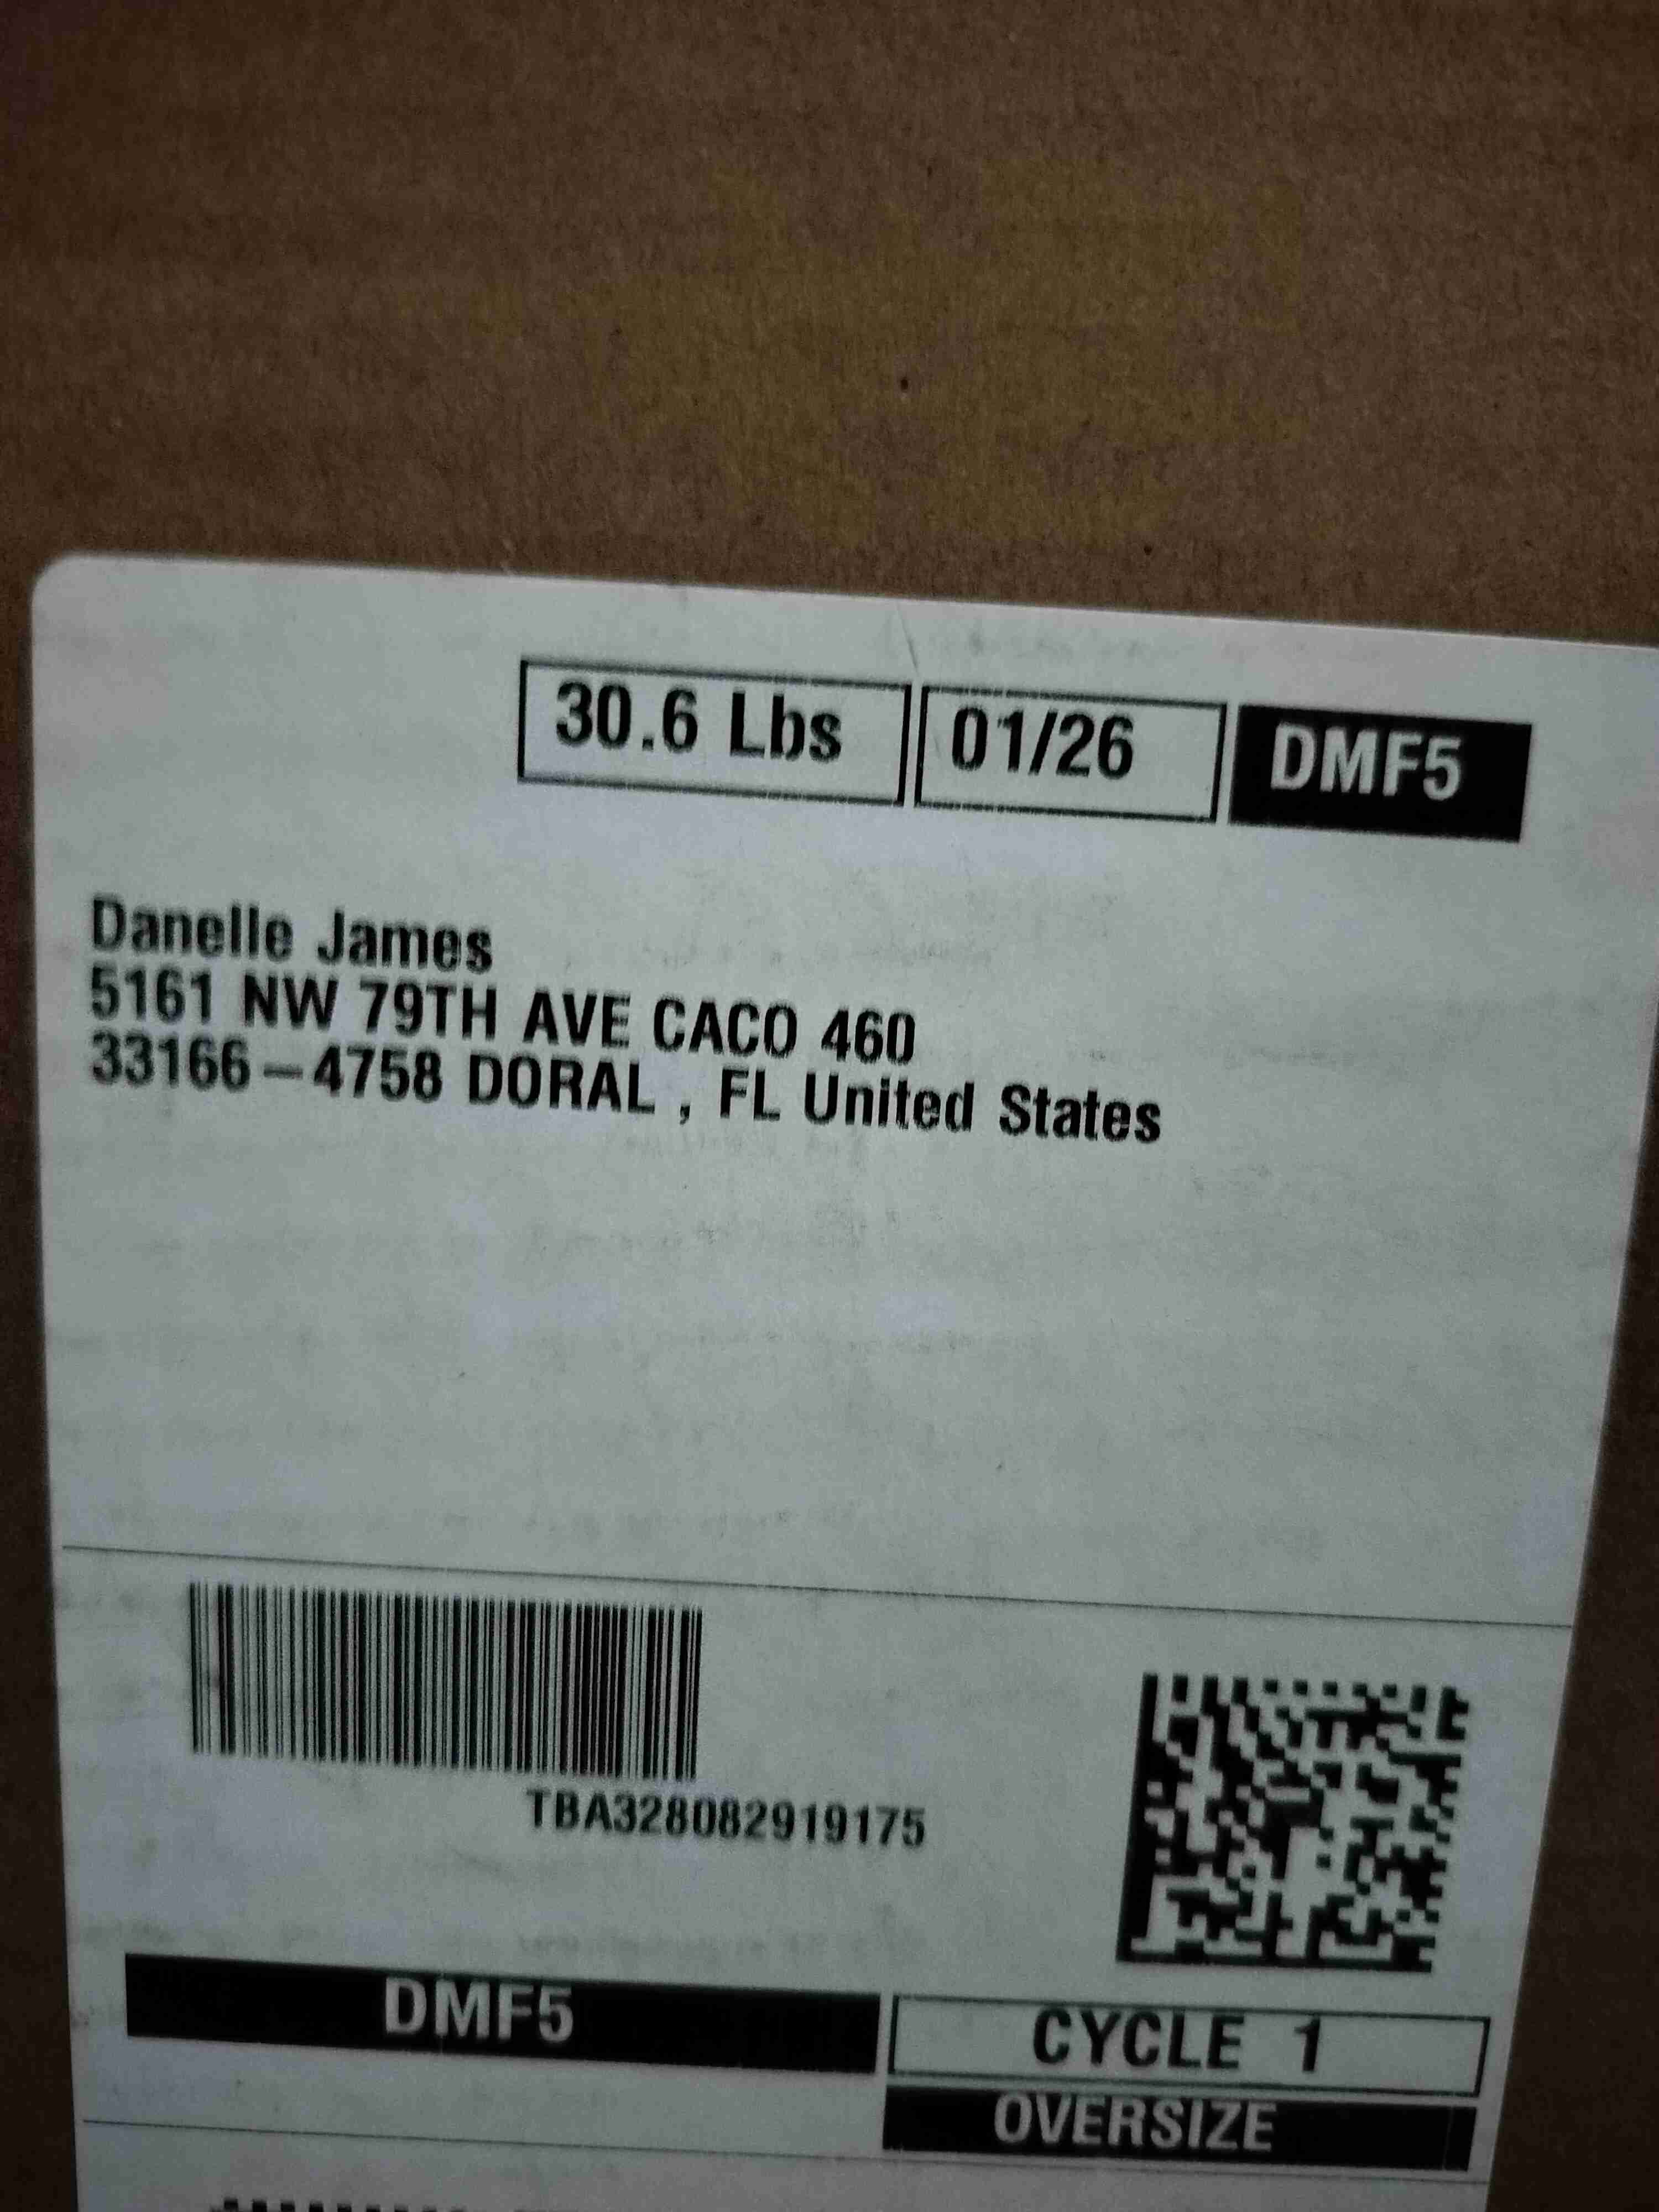 30.6 Lbs 01/26 DMF5
Danelle James
5161 NW 79TH AVE CACO 460
33166-4758 DORAL , FL United States
TBA328082919175
DMF5 CYCLE 1
OVERSIZE